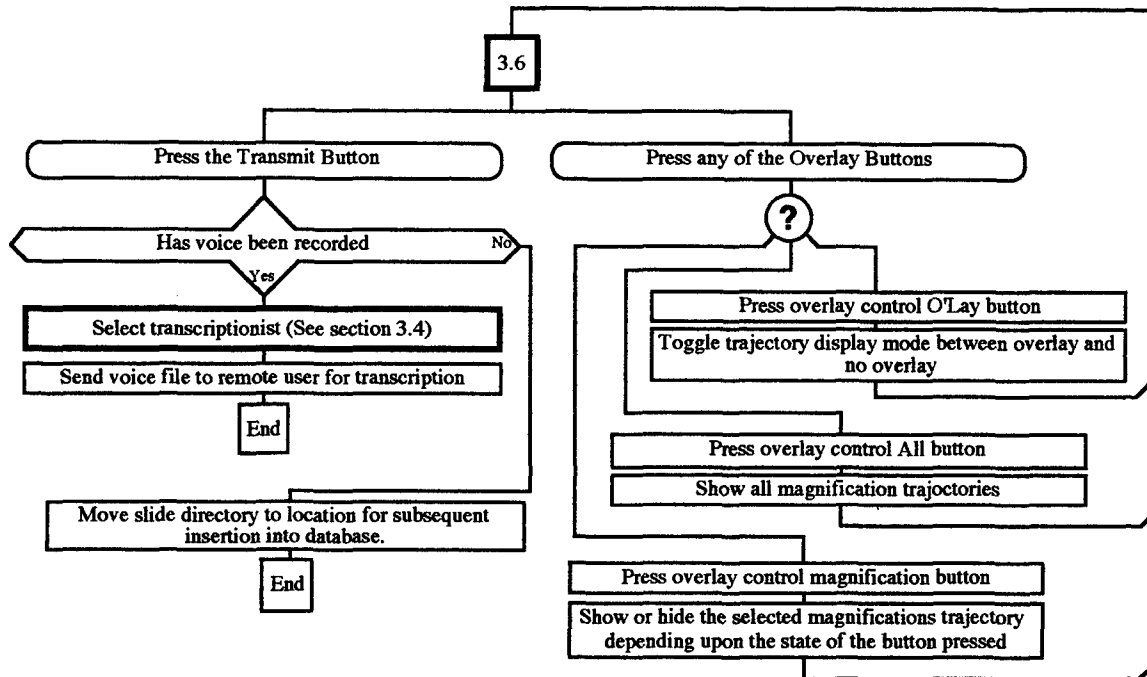 3.6
Press the Transmit Button
Has voice been recorded
No
Yes
Select transcriptionist (See section 3.4)
Send voice file to remote user for transcription
End
Move slide directory to location for subsequent
insertion into database.
End
Press any of the Overlay Buttons
?
Press overlay control O'Lay button
Toggle trajectory display mode between overlay and
no overlay
Press overlay control All button
Show all magnification trajoctories
Press overlay control magnification button
Show or hide the selected magnifications trajectory
depending upon the state of the button pressed